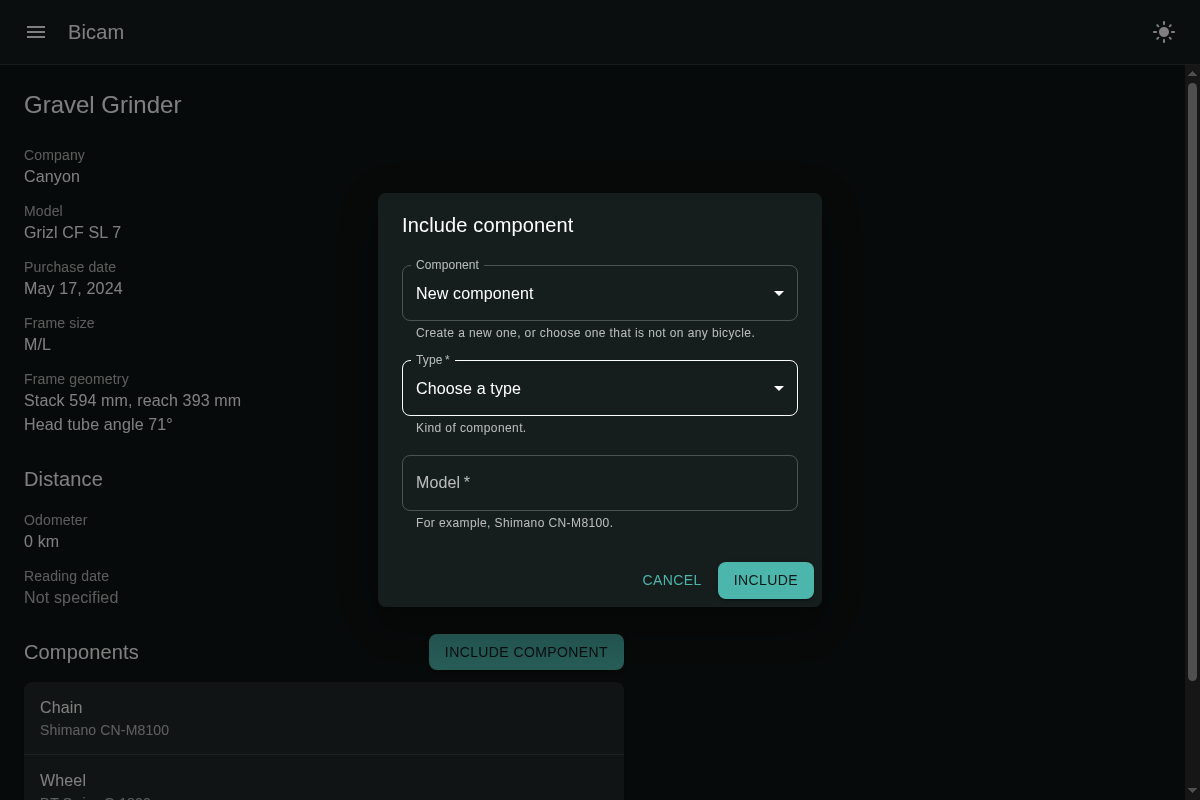 Bicam
Gravel Grinder
Company
Canyon
Model
Grizl CF SL 7
Purchase date
May 17, 2024
Frame size
M/L
Frame geometry
Stack 594 mm, reach 393 mm
Head tube angle 71°
Distance
Odometer
0 km
Reading date
Not specified
Components
INCLUDE COMPONENT
Chain
Shimano CN-M8100
Wheel
Include component
Component
New component
Create a new one, or choose one that is not on any bicycle.
Type *
Choose a type
Kind of component.
Model *
For example, Shimano CN-M8100.
CANCEL
INCLUDE